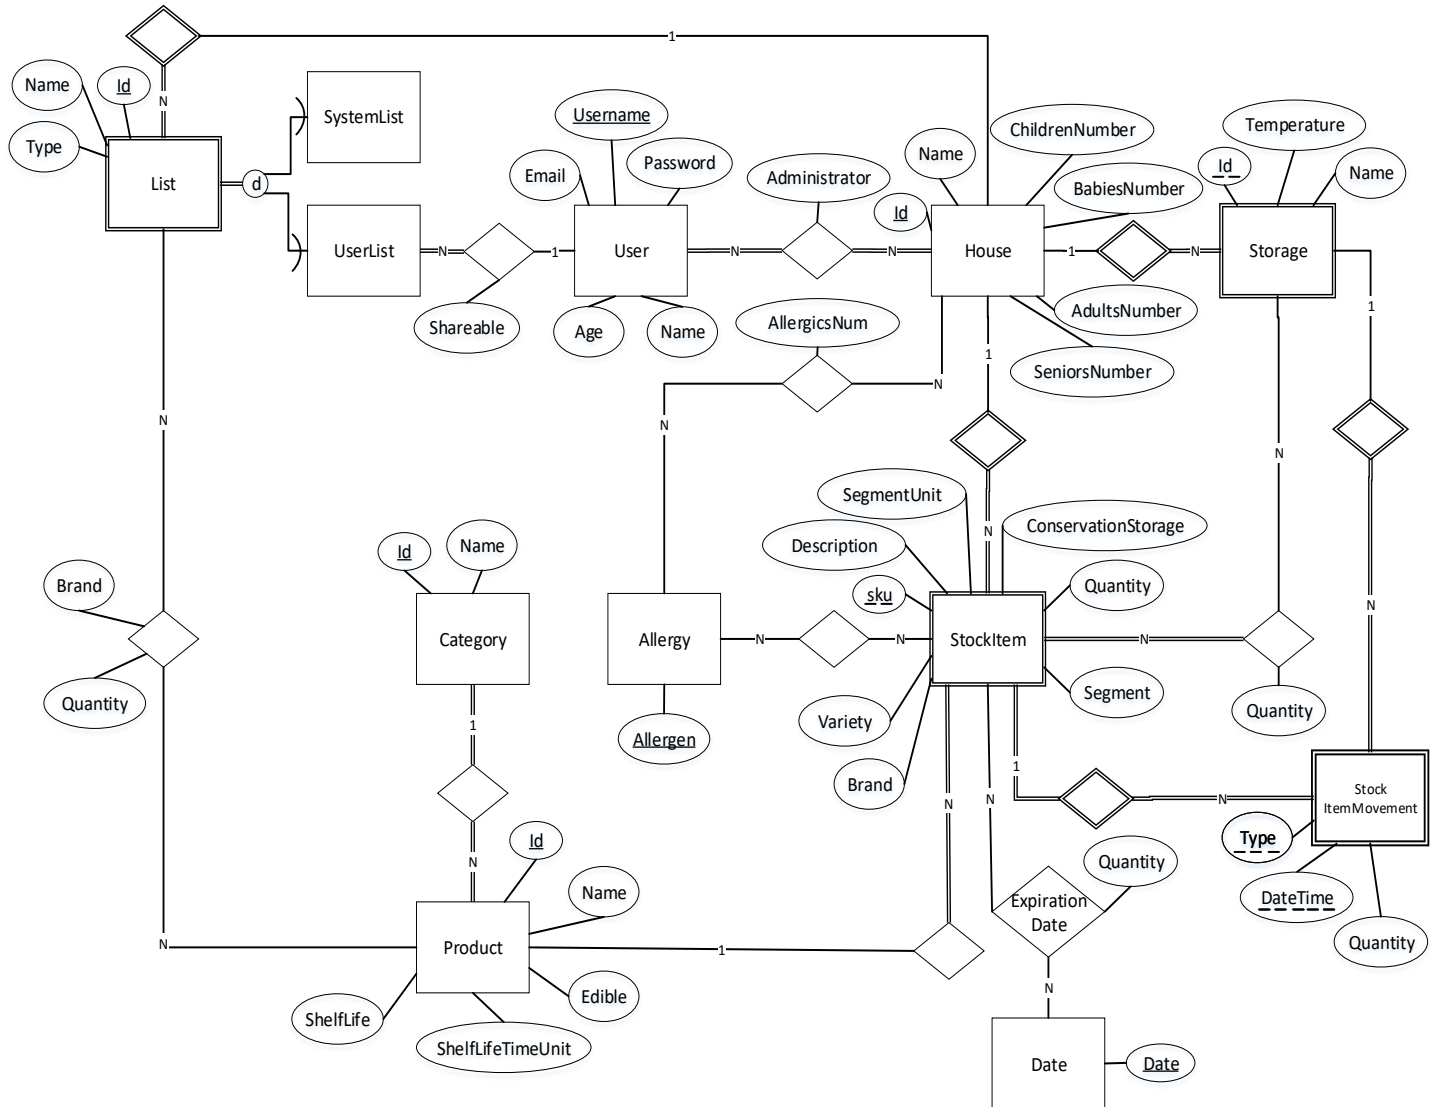 1
Name
Id
N
SystemList
Type
List
d
UserList
N
Shareable
1
Username
Email
Password
User
Age
Name
N
Administrator
N
AllergicsNum
Name
ChildrenNumber
Id
BabiesNumber
House
1
N
AdultsNumber
SeniorsNumber
Temperature
Id
Name
Storage
1
1
N
N
N
N
SegmentUnit
ConservationStorage
N
Description
Quantity
sku
Brand
Id
Name
Category
Allergy
N
N
StockItem
N
N
Quantity
Allergen
Variety
Segment
Quantity
Brand
1
1
N
N
N
Stock
ItemMovement
Type
DateTime
Quantity
Id
N
Name
Quantity
Expiration
Date
N
Product
1
Edible
ShelfLife
ShelfLifeTimeUnit
N
Date
Date